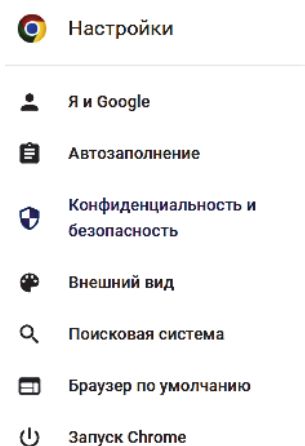 Настройки
Я и Google
Автозаполнение
Конфиденциальность и
безопасность
Внешний вид
Поисковая система
Браузер по умолчанию
Запуск Chrome